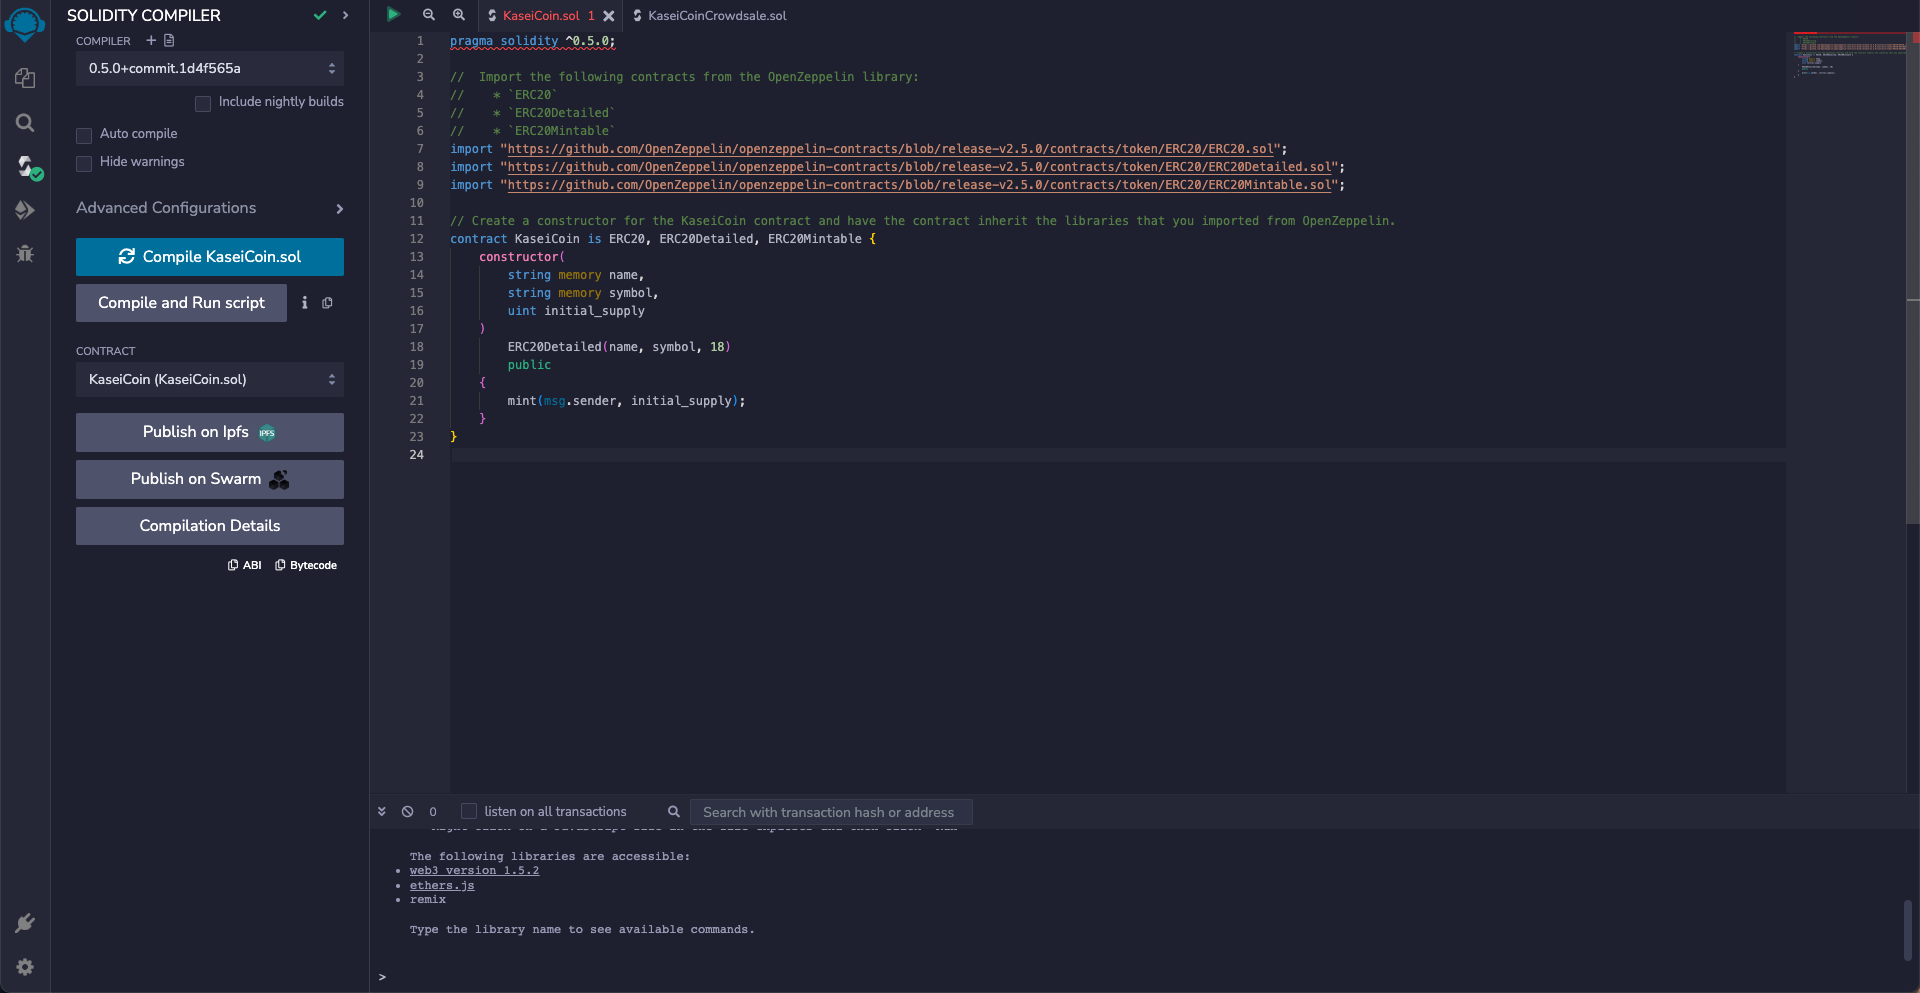 SOLIDITY COMPILER
COMPILER
0.5.0+commit.1d4f565a
Include nightly builds
Auto compile
Hide warnings
Advanced Configurations
Compile KaseiCoin.sol
Compile and Run script
CONTRACT
KaseiCoin (KaseiCoin.sol)
Publish on Ipfs IPFS
Publish on Swarm
Compilation Details
ABI Bytecode
KaseiCoin.sol 1 KaseiCoinCrowdsale.sol
1 pragma solidity ^0.5.0;
2
3 //  Import the following contracts from the OpenZeppelin library:
4 //    * `ERC20`
5 //    * `ERC20Detailed`
6 //    * `ERC20Mintable`
7 import "https://github.com/OpenZeppelin/openzeppelin-contracts/blob/release-v2.5.0/contracts/token/ERC20/ERC20.sol";
8 import "https://github.com/OpenZeppelin/openzeppelin-contracts/blob/release-v2.5.0/contracts/token/ERC20/ERC20Detailed.sol";
9 import "https://github.com/OpenZeppelin/openzeppelin-contracts/blob/release-v2.5.0/contracts/token/ERC20/ERC20Mintable.sol";
10
11 // Create a constructor for the KaseiCoin contract and have the contract inherit the libraries that you imported from OpenZeppelin.
12 contract KaseiCoin is ERC20, ERC20Detailed, ERC20Mintable {
13     constructor(
14         string memory name,
15         string memory symbol,
16         uint initial_supply
17     )
18         ERC20Detailed(name, symbol, 18)
19         public
20     {
21         mint(msg.sender, initial_supply);
22     }
23 }
24
0 listen on all transactions Search with transaction hash or address
The following libraries are accessible:
• web3 version 1.5.2
• ethers.js
• remix
Type the library name to see available commands.
>